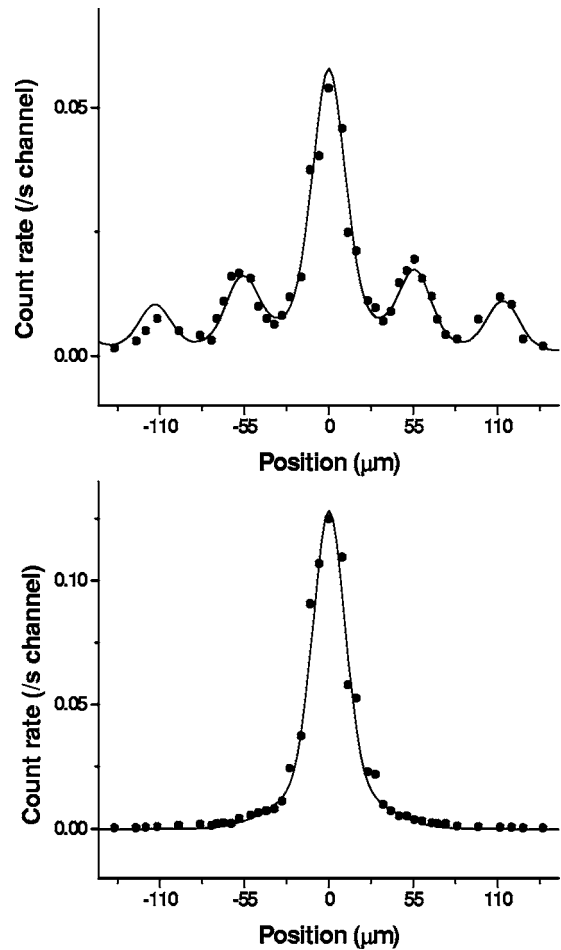 Count rate (/s channel)
0.05
0.00
-110 -55 0 55 110
Position (μm)
Count rate (/s channel)
0.10
0.05
0.00
-110 -55 0 55 110
Position (μm)